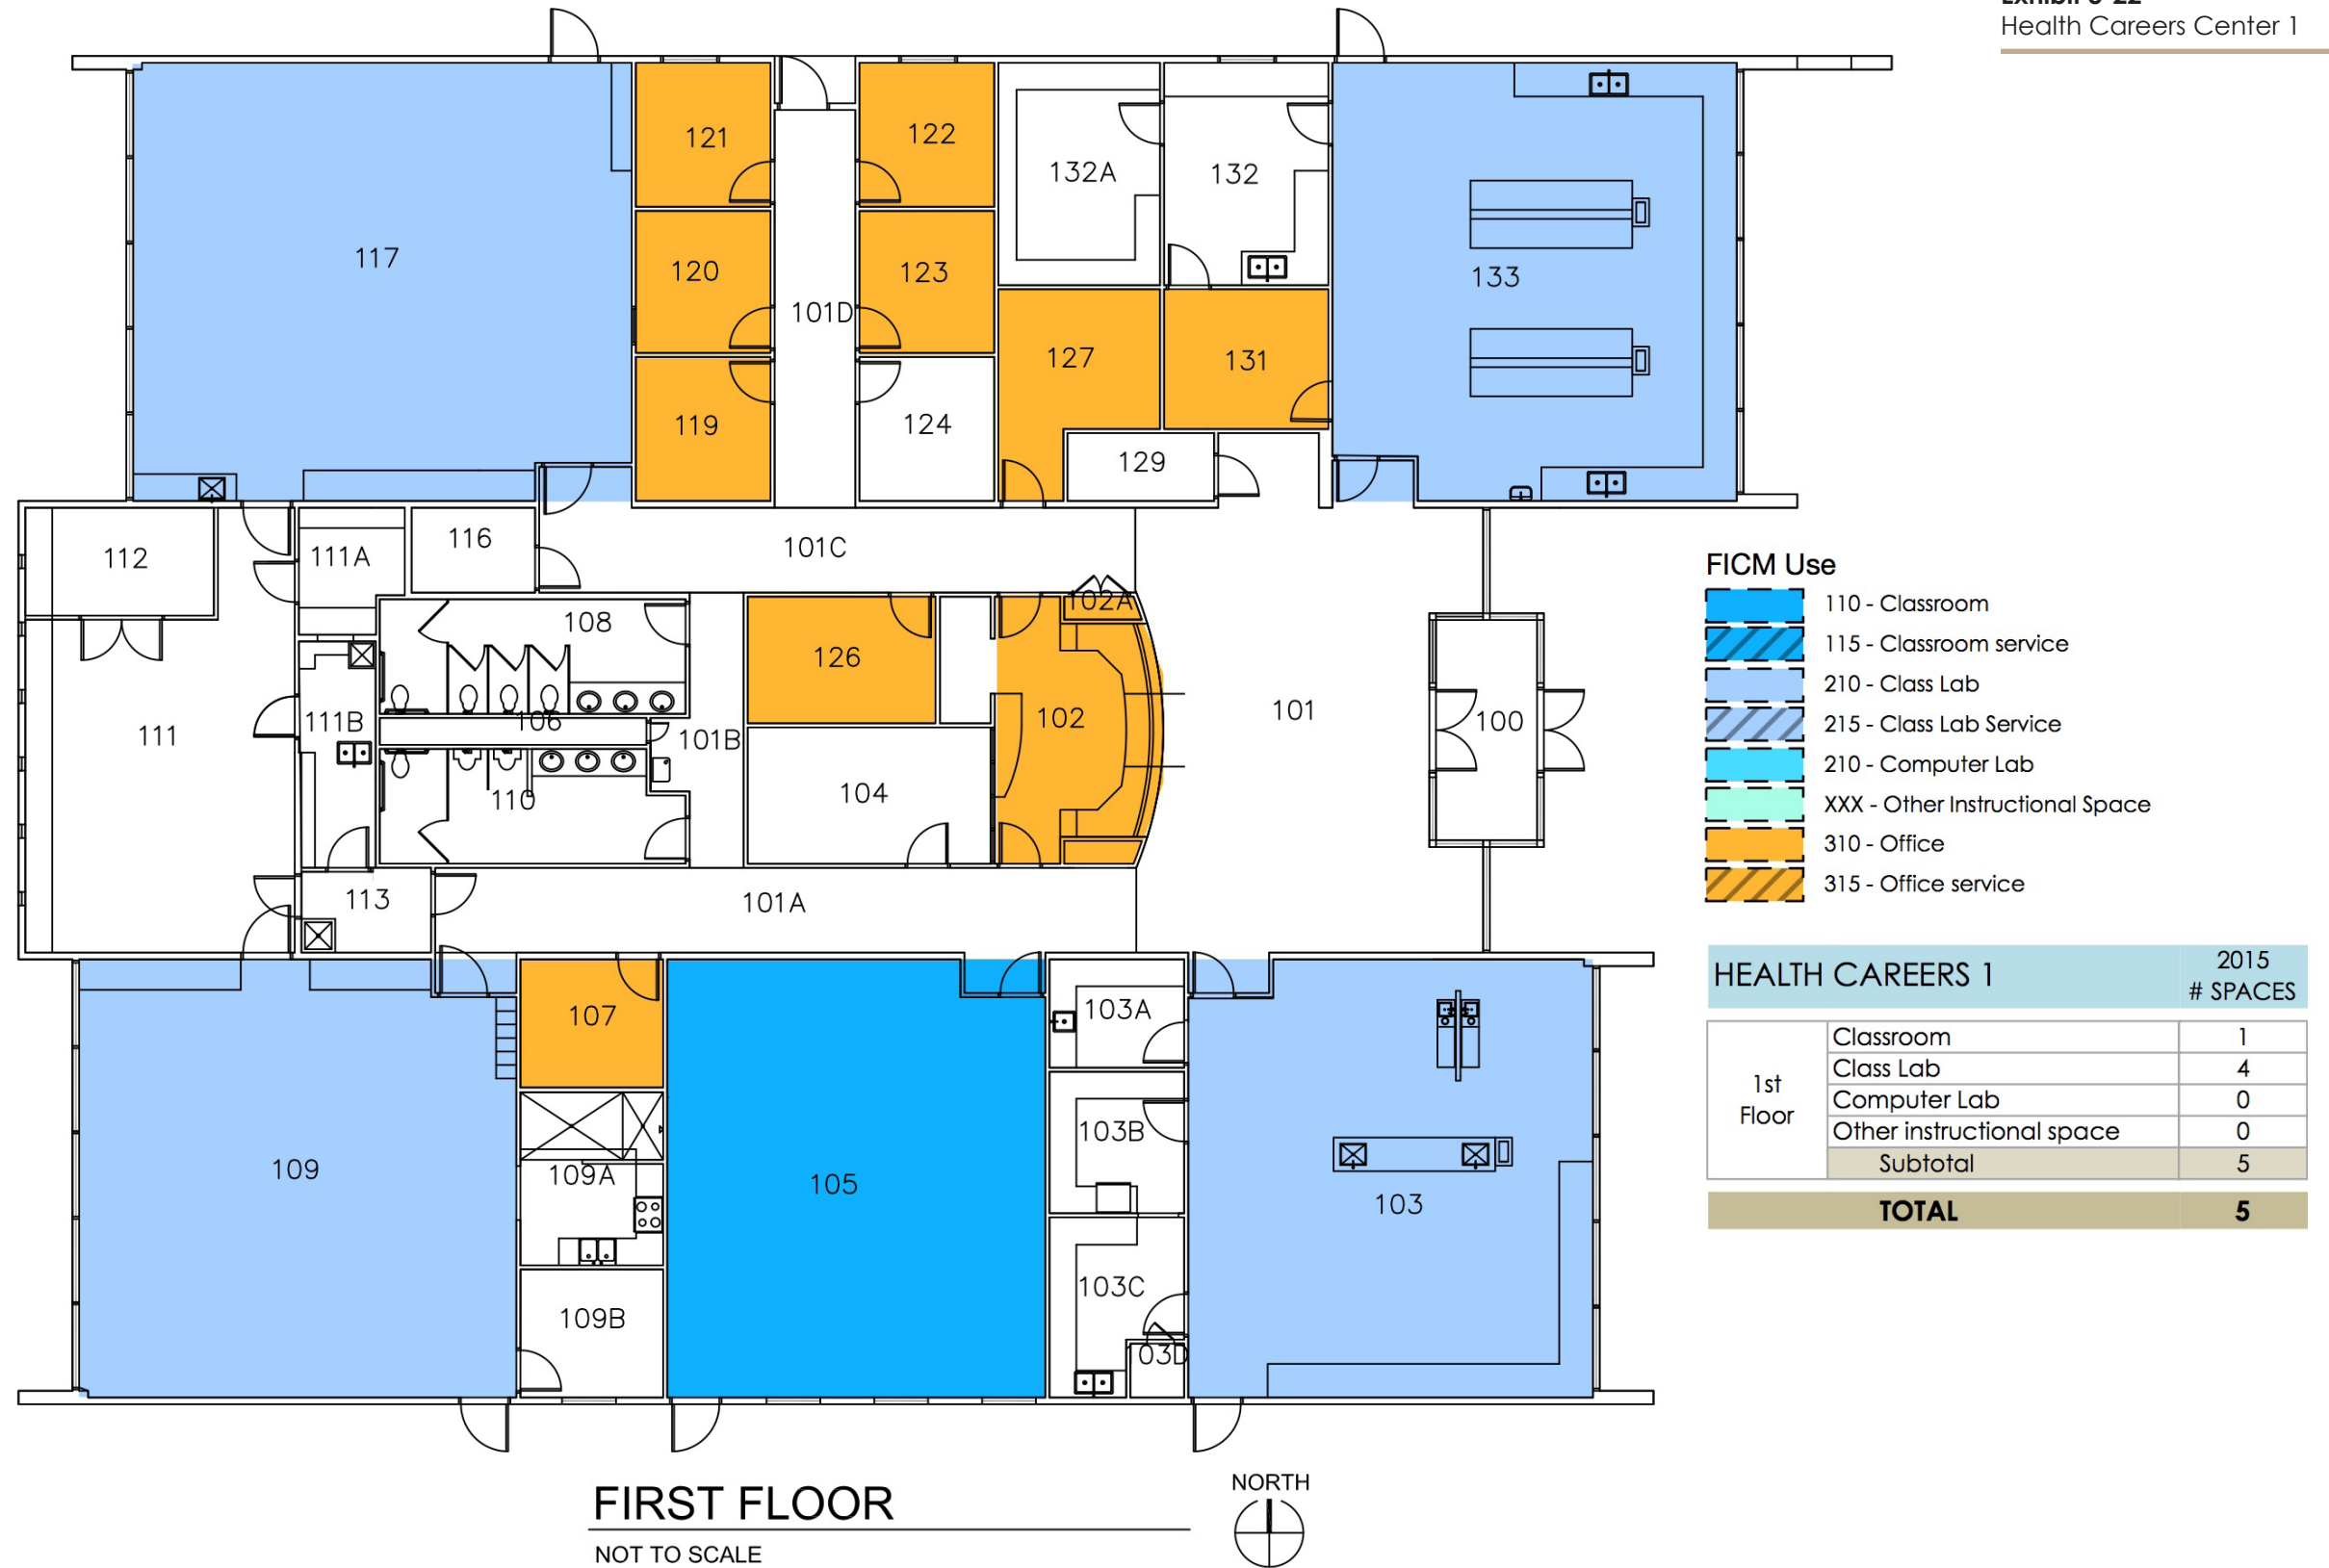 Exhibit 3-22
Health Careers Center 1
121
122
132A
132
117
120
123
133
101D
127
131
119
124
129
112
111A
116
101C
102A
108
126
111
111B
106
101B
102
101
100
104
110
113
101A
107
103A
103B
109
109A
105
103
103C
109B
03D
FICM Use
110 - Classroom
115 - Classroom service
210 - Class Lab
215 - Class Lab Service
210 - Computer Lab
XXX - Other Instructional Space
310 - Office
315 - Office service
HEALTH CAREERS 1
2015
# SPACES
1st
Floor
Classroom 1
Class Lab 4
Computer Lab 0
Other instructional space 0
Subtotal 5
TOTAL 5
FIRST FLOOR
NOT TO SCALE
NORTH